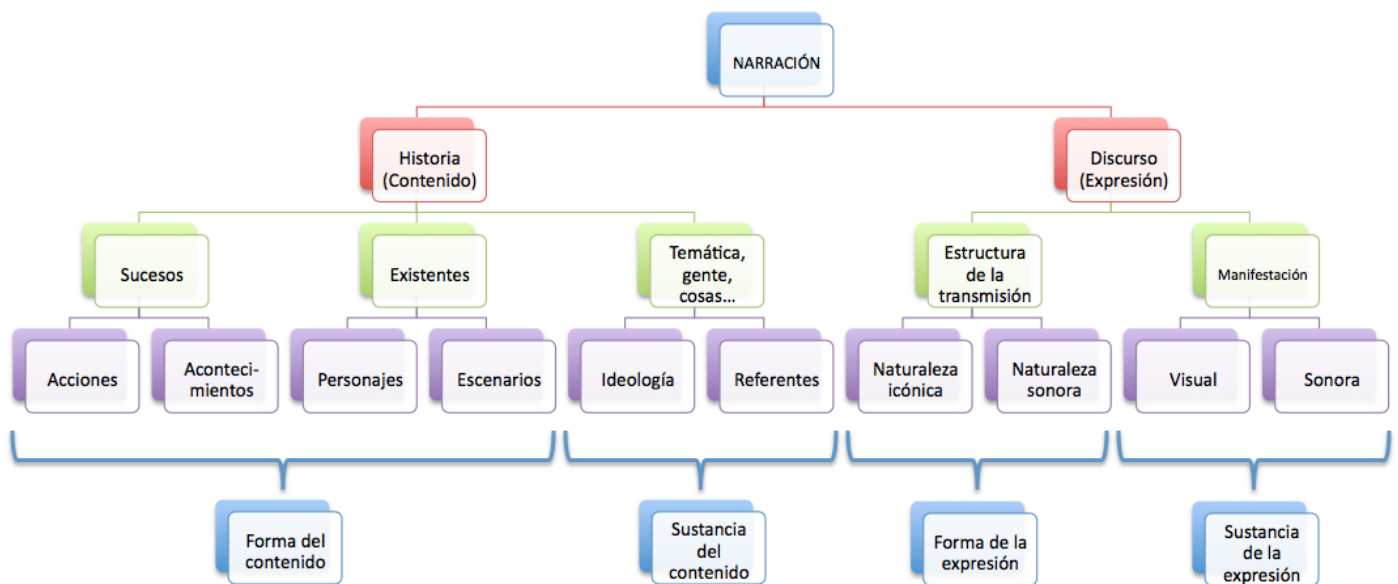 NARRACIÓN
Historia
(Contenido)
Discurso
(Expresión)
Sucesos
Existentes
Temática,
gente,
cosas...
Estructura
de la
transmisión
Manifestación
Acciones
Aconteci-
mientos
Personajes
Escenarios
Ideología
Referentes
Naturaleza
icónica
Naturaleza
sonora
Visual
Sonora
Forma del
contenido
Sustancia
del
contenido
Forma de la
expresión
Sustancia
de la
expresión